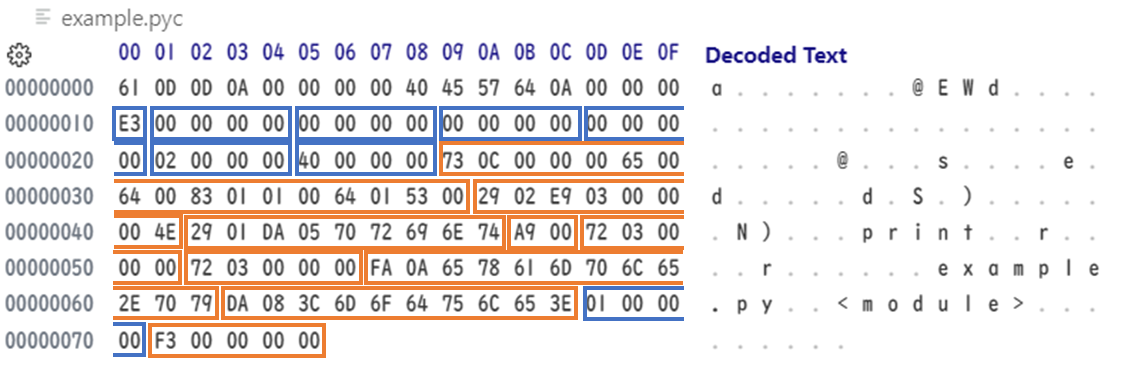 example.pyc
00 01 02 03 04 05 06 07 08 09 0A 0B 0C 0D 0E 0F Decoded Text
00000000 61 0D 0D 0A 00 00 00 00 40 45 57 64 0A 00 00 00 a . . . . . . . @ E W d . . . .
00000010 E3 00 00 00 00 00 00 00 00 00 00 00 00 00 00 00 . . . . . . . . . . . . . . . .
00000020 00 02 00 00 00 40 00 00 00 73 0C 00 00 00 65 00 . . . . . @ . . . s . . . . e .
00000030 64 00 83 01 01 00 64 01 53 00 29 02 E9 03 00 00 d . . . . . d . S . ) . . . . .
00000040 00 4E 29 01 DA 05 70 72 69 6E 74 A9 00 72 03 00 . N ) . . . p r i n t . . r . .
00000050 00 00 72 03 00 00 00 FA 0A 65 78 61 6D 70 6C 65 . . r . . . . . . e x a m p l e
00000060 2E 70 79 DA 08 3C 6D 6F 64 75 6C 65 3E 01 00 00 . p y . . < m o d u l e > . . .
00000070 00 F3 00 00 00 00 . . . . . .